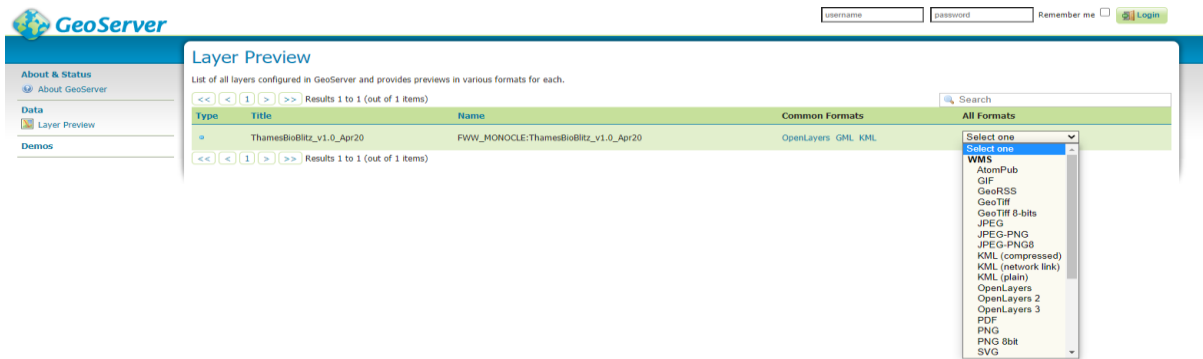 GeoServer
username password Remember me Login
About & Status
About GeoServer
Data
Layer Preview
Demos
Layer Preview
List of all layers configured in GeoServer and provides previews in various formats for each.
<< < 1 > >> Results 1 to 1 (out of 1 items) Search
Type Title Name Common Formats All Formats
ThamesBioBlitz_v1.0_Apr20 FWW_MONOCLE:ThamesBioBlitz_v1.0_Apr20 OpenLayers GML KML Select one
<< < 1 > >> Results 1 to 1 (out of 1 items)
Select one
WMS
AtomPub
GIF
GeoRSS
GeoTiff
GeoTiff 8-bits
JPEG
JPEG-PNG
JPEG-PNG8
KML (compressed)
KML (network link)
KML (plain)
OpenLayers
OpenLayers 2
OpenLayers 3
PDF
PNG
PNG 8bit
SVG